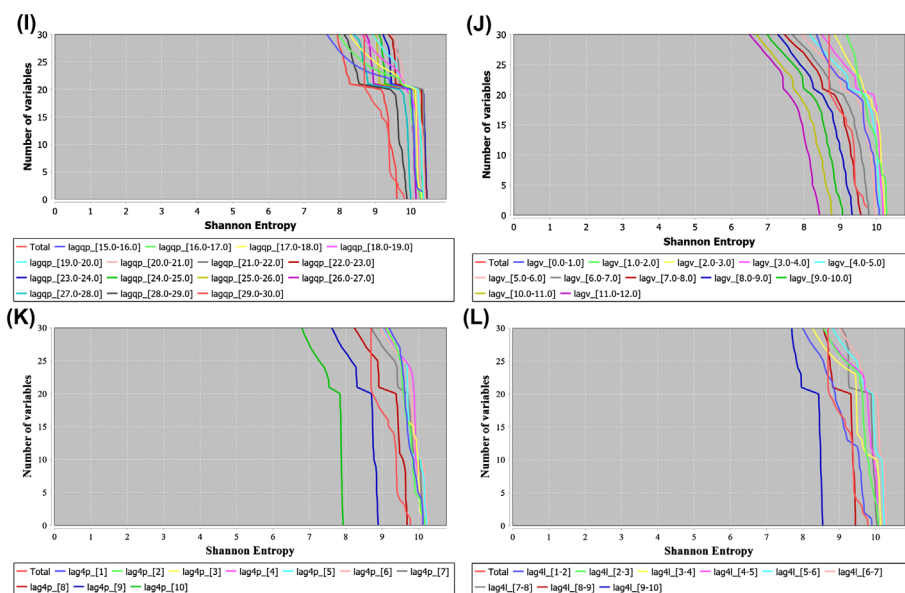 (I)
Number of variables
30
25
20
15
10
5
0
0 1 2 3 4 5 6 7 8 9 10
Shannon Entropy
Total lagqp_[15.0-16.0] lagqp_[16.0-17.0] lagqp_[17.0-18.0] lagqp_[18.0-19.0]
lagqp_[19.0-20.0] lagqp_[20.0-21.0] lagqp_[21.0-22.0] lagqp_[22.0-23.0]
lagqp_[23.0-24.0] lagqp_[24.0-25.0] lagqp_[25.0-26.0] lagqp_[26.0-27.0]
lagqp_[27.0-28.0] lagqp_[28.0-29.0] lagqp_[29.0-30.0]
(J)
Number of variables
30
25
20
15
10
5
0
0 1 2 3 4 5 6 7 8 9 10
Shannon Entropy
Total lagv_[0.0-1.0] lagv_[1.0-2.0] lagv_[2.0-3.0] lagv_[3.0-4.0] lagv_[4.0-5.0]
lagv_[5.0-6.0] lagv_[6.0-7.0] lagv_[7.0-8.0] lagv_[8.0-9.0] lagv_[9.0-10.0]
lagv_[10.0-11.0] lagv_[11.0-12.0]
(K)
Number of variables
30
25
20
15
10
5
0
0 1 2 3 4 5 6 7 8 9 10
Shannon Entropy
Total lag4p_[1] lag4p_[2] lag4p_[3] lag4p_[4] lag4p_[5] lag4p_[6] lag4p_[7]
lag4p_[8] lag4p_[9] lag4p_[10]
(L)
Number of variables
30
25
20
15
10
5
0
0 1 2 3 4 5 6 7 8 9 10
Shannon Entropy
Total lag4l_[1-2] lag4l_[2-3] lag4l_[3-4] lag4l_[4-5] lag4l_[5-6] lag4l_[6-7]
lag4l_[7-8] lag4l_[8-9] lag4l_[9-10]